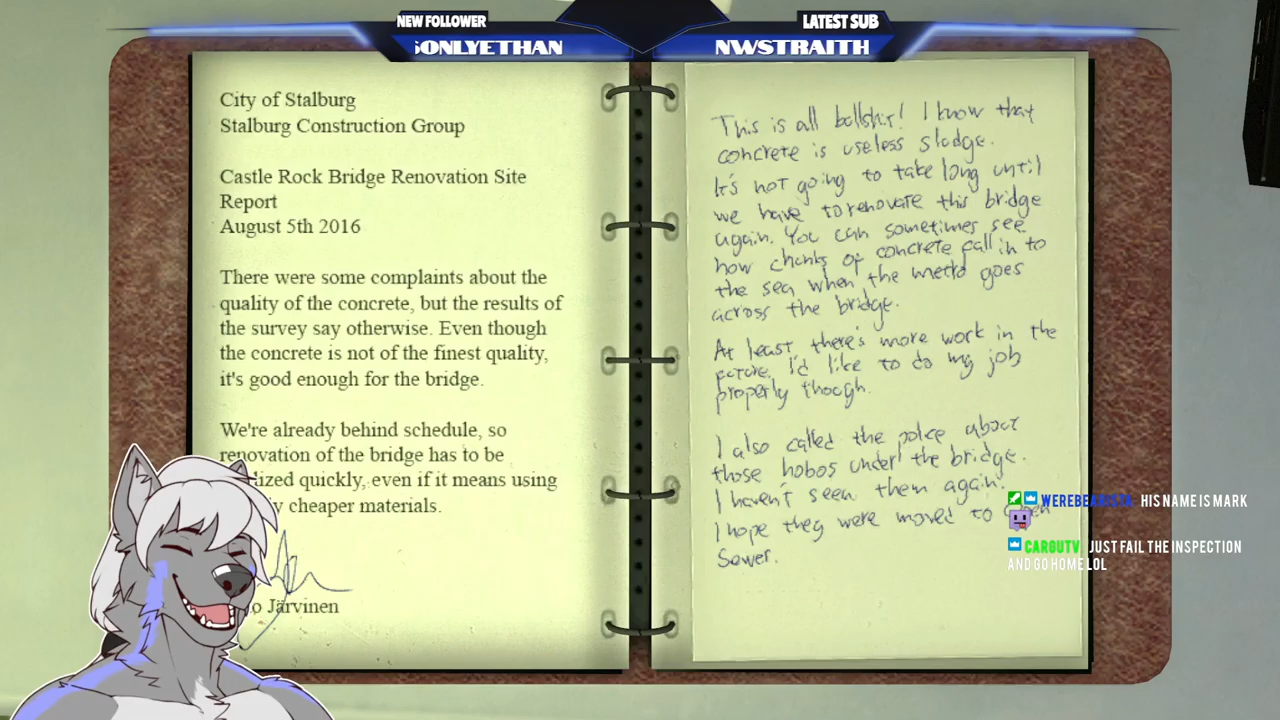 NEW FOLLOWER
ONLYETHAN
LATEST SUB
NWSTRAITH
City of Stalburg
Stalburg Construction Group
Castle Rock Bridge Renovation Site
Report
August 5th 2016
There were some complaints about the
quality of the concrete, but the results of
the survey say otherwise. Even though
the concrete is not of the finest quality,
it's good enough for the bridge.
We're already behind schedule, so
renovation of the bridge has to be
quickly, even if it means using
cheaper materials.
Järvinen
This is all bullshit! I know that
concrete is useless sludge.
It's not going to take long until
we have to renovate this bridge
again. You can sometimes see
how chunks of concrete fall in to
the sea when the metro goes
across the bridge.
At least there's more work in the
future. I'd like to do my job
properly though.
I also called the police about
those hobos under the bridge.
I haven't seen them again.
I hope they were moved to
Sewer.
HIS NAME IS MARK
CARGUTV JUST FAIL THE INSPECTION
AND GO HOME LOL